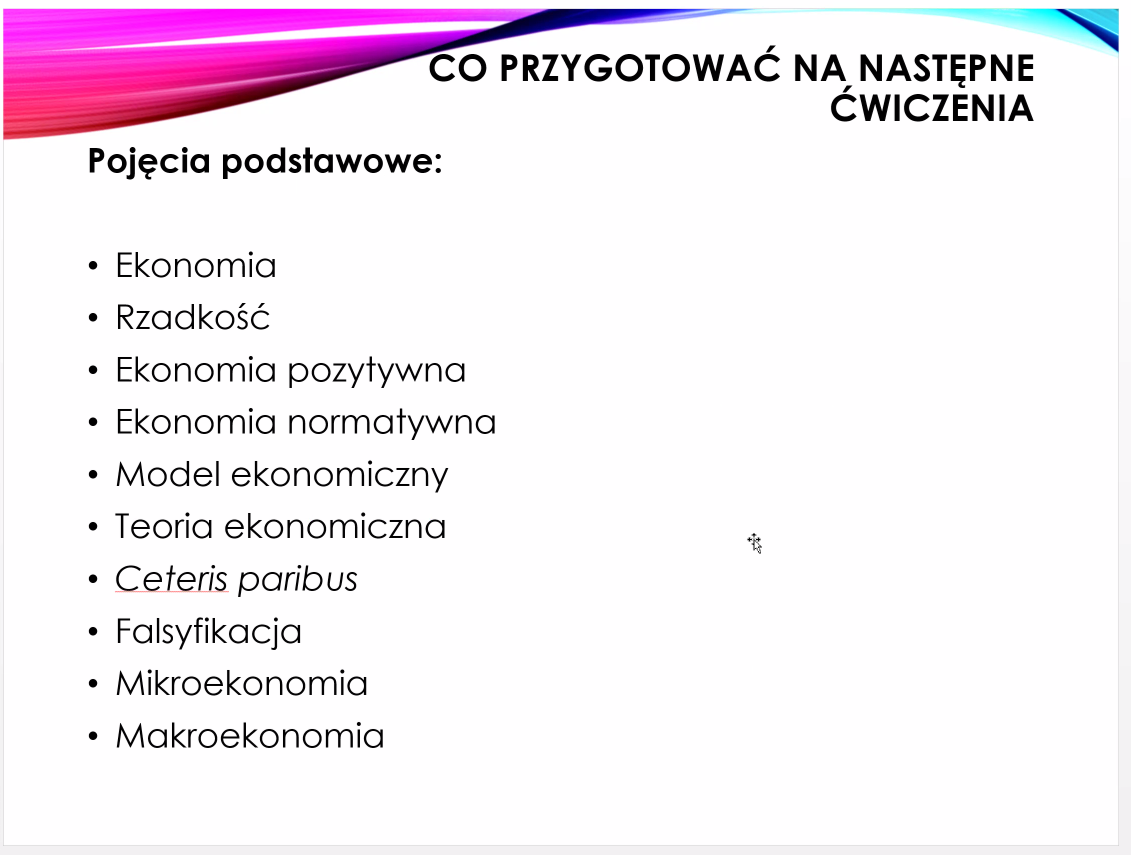 CO PRZYGOTOWAĆ NA NASTĘPNE
ĆWICZENIA
Pojęcia podstawowe:
• Ekonomia
• Rzadkość
• Ekonomia pozytywna
• Ekonomia normatywna
• Model ekonomiczny
• Teoria ekonomiczna
• Ceteris paribus
• Falsyfikacja
• Mikroekonomia
• Makroekonomia